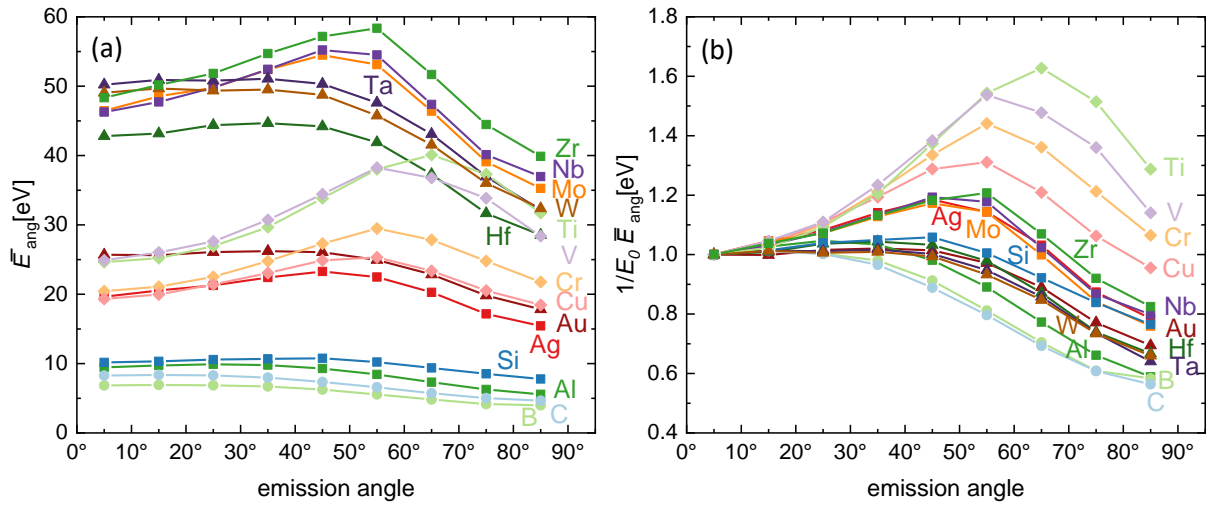 (a)
60
50
40
30
20
10
0
Ē_ang[eV]
Ta
Zr
Nb
Mo
W
Hf
Ti
V
Cr
Cu
Au
Ag
Si
Al
B
C
0° 10° 20° 30° 40° 50° 60° 70° 80° 90°
emission angle
(b)
1.8
1.6
1.4
1.2
1.0
0.8
0.6
0.4
1/E₀ Ē_ang[eV]
Ti
V
Cr
Cu
Ag
Mo
Zr
Si
Nb
Au
W
Hf
Al
Ta
B
C
0° 10° 20° 30° 40° 50° 60° 70° 80° 90°
emission angle